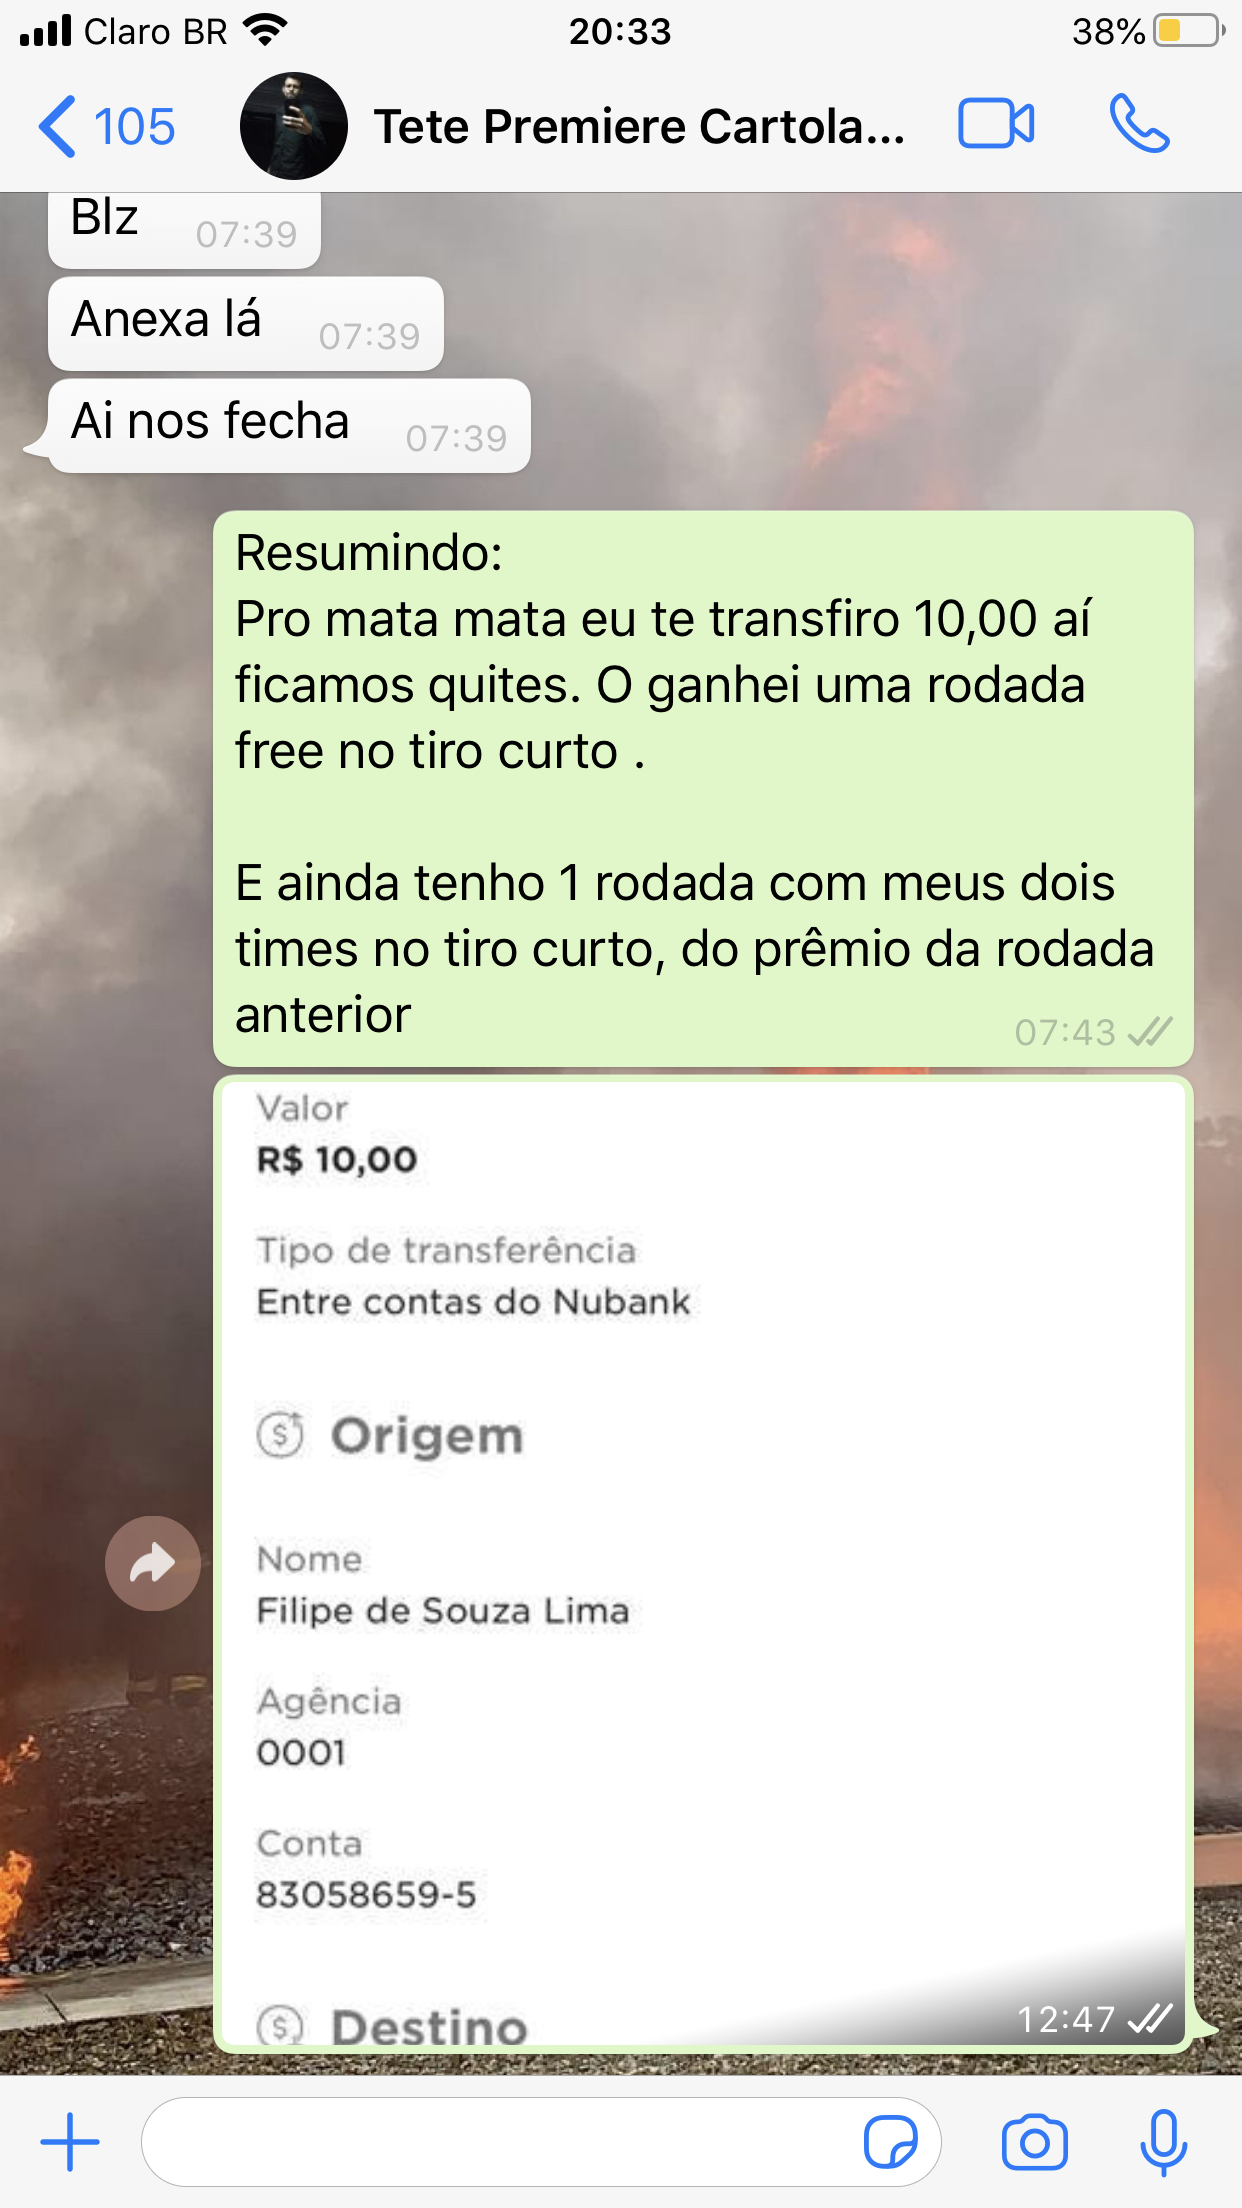 Claro BR
20:33
38%
105
Tete Premiere Cartola...
Blz 07:39
Anexa lá 07:39
Ai nos fecha 07:39
Resumindo:
Pro mata mata eu te transfiro 10,00 aí
ficamos quites. O ganhei uma rodada
free no tiro curto .
E ainda tenho 1 rodada com meus dois
times no tiro curto, do prêmio da rodada
anterior
07:43
Valor
R$ 10,00
Tipo de transferência
Entre contas do Nubank
Origem
Nome
Filipe de Souza Lima
Agência
0001
Conta
83058659-5
Destino
12:47